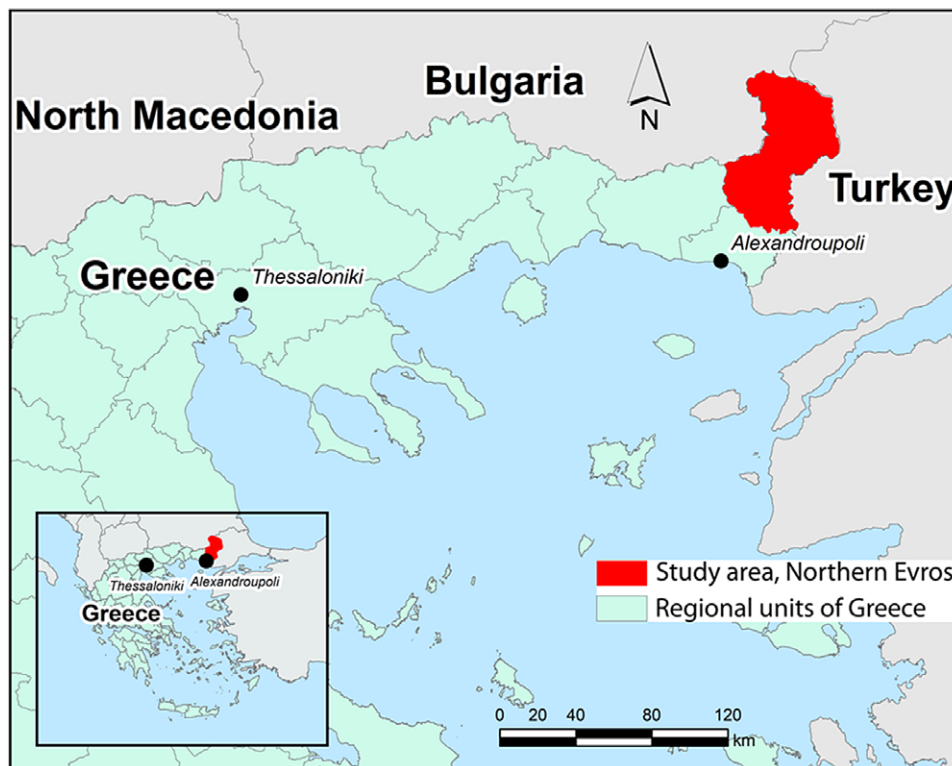 Bulgaria
North Macedonia
N
Turkey
Alexandroupoli
Greece
Thessaloniki
Study area, Northern Evros
Regional units of Greece
Thessaloniki
Alexandroupoli
Greece
0 20 40 80 120
km